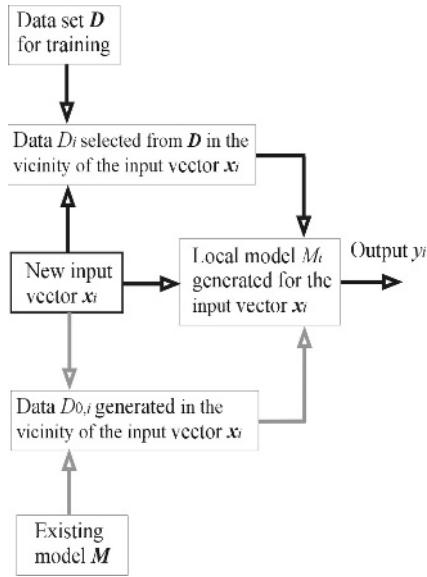 Data set D
for training
Data Di selected from D in the
vicinity of the input vector xi
New input
vector xi
Local model Mi
generated for the
input vector xi
Output yi
Data D0,i generated in the
vicinity of the input vector xi
Existing
model M